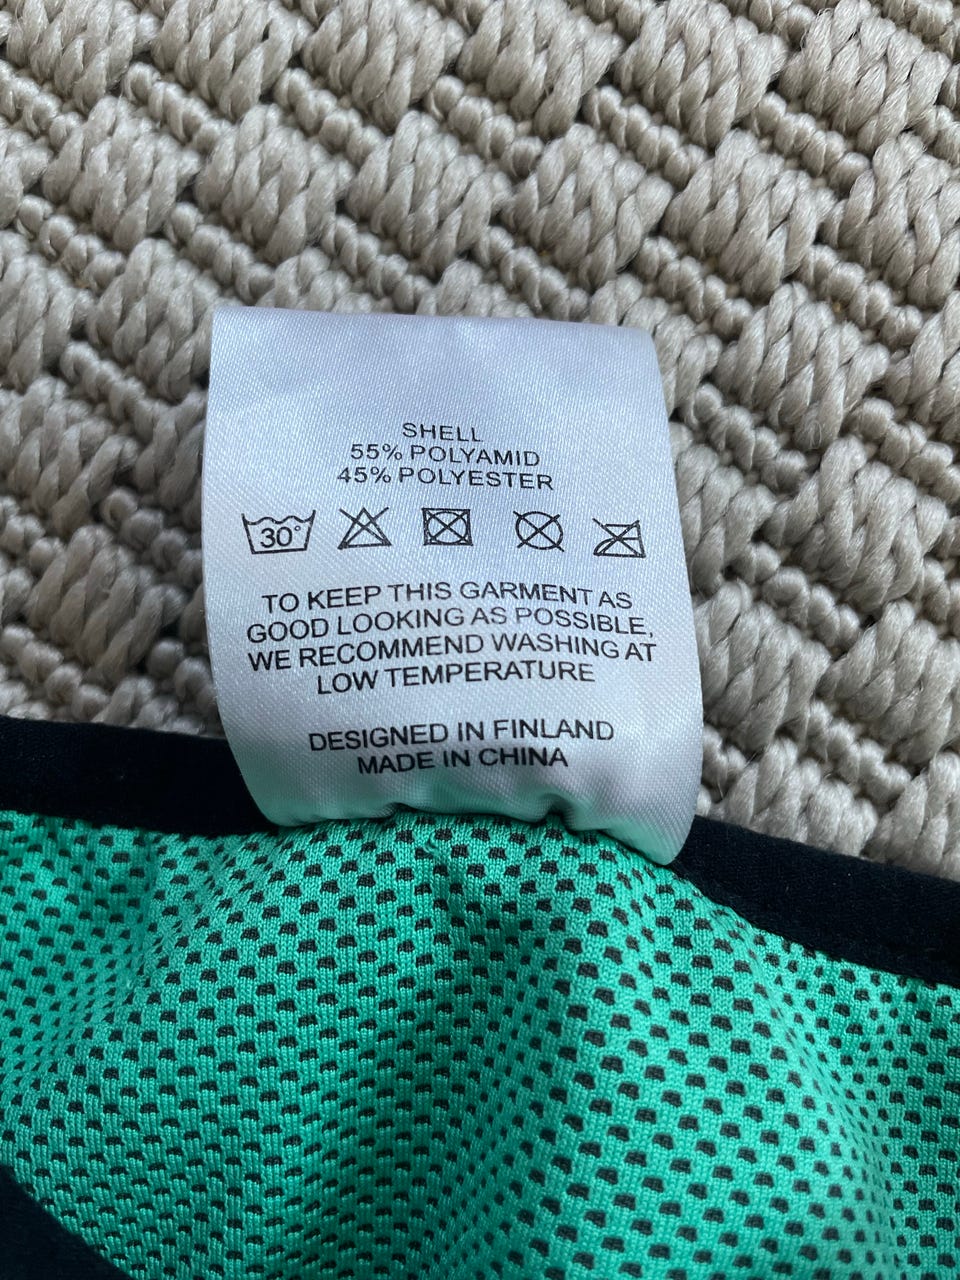 SHELL
55% POLYAMID
45% POLYESTER
30°
TO KEEP THIS GARMENT AS
GOOD LOOKING AS POSSIBLE,
WE RECOMMEND WASHING AT
LOW TEMPERATURE
DESIGNED IN FINLAND
MADE IN CHINA